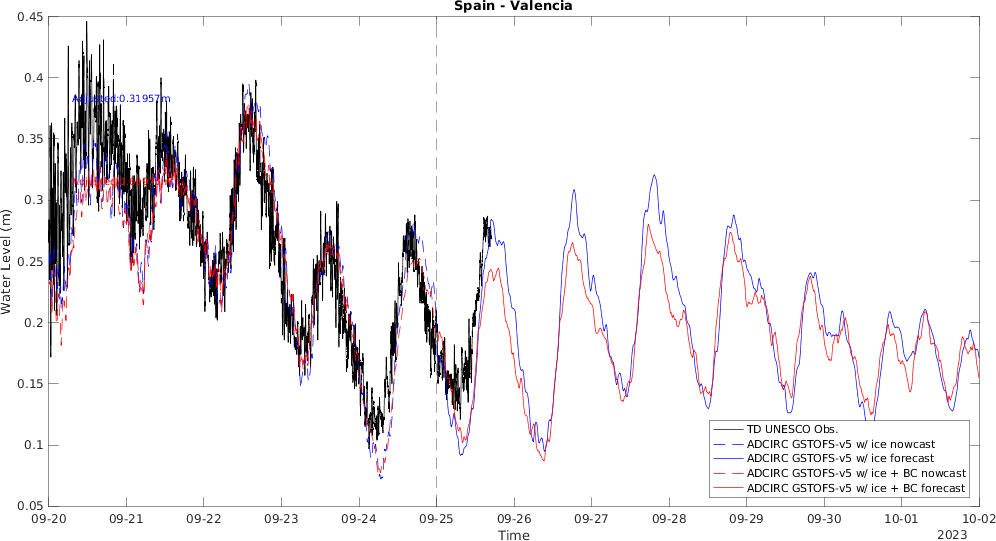 Spain - Valencia
0.45
0.4
0.35
0.3
0.25
0.2
0.15
0.1
0.05
Water Level (m)
Adjusted:0.31957m
09-20
09-21
09-22
09-23
09-24
09-25
09-26
09-27
09-28
09-29
09-30
10-01
10-02
Time
2023
TD UNESCO Obs.
ADCIRC GSTOFS-v5 w/ ice nowcast
ADCIRC GSTOFS-v5 w/ ice forecast
ADCIRC GSTOFS-v5 w/ ice + BC nowcast
ADCIRC GSTOFS-v5 w/ ice + BC forecast